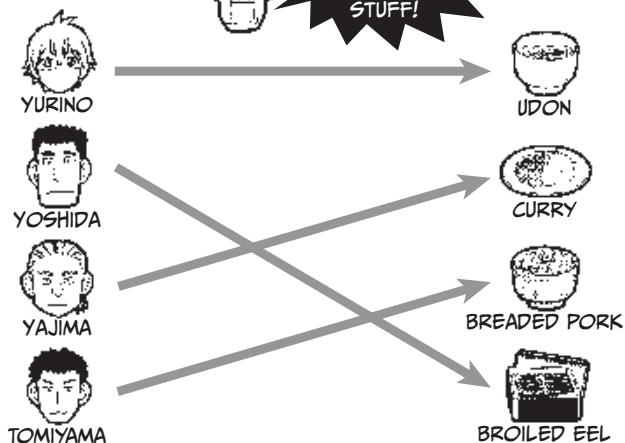 STUFF!
YURINO
UDON
YOSHIDA
CURRY
YAJIMA
BREADED PORK
TOMIYAMA
BROILED EEL